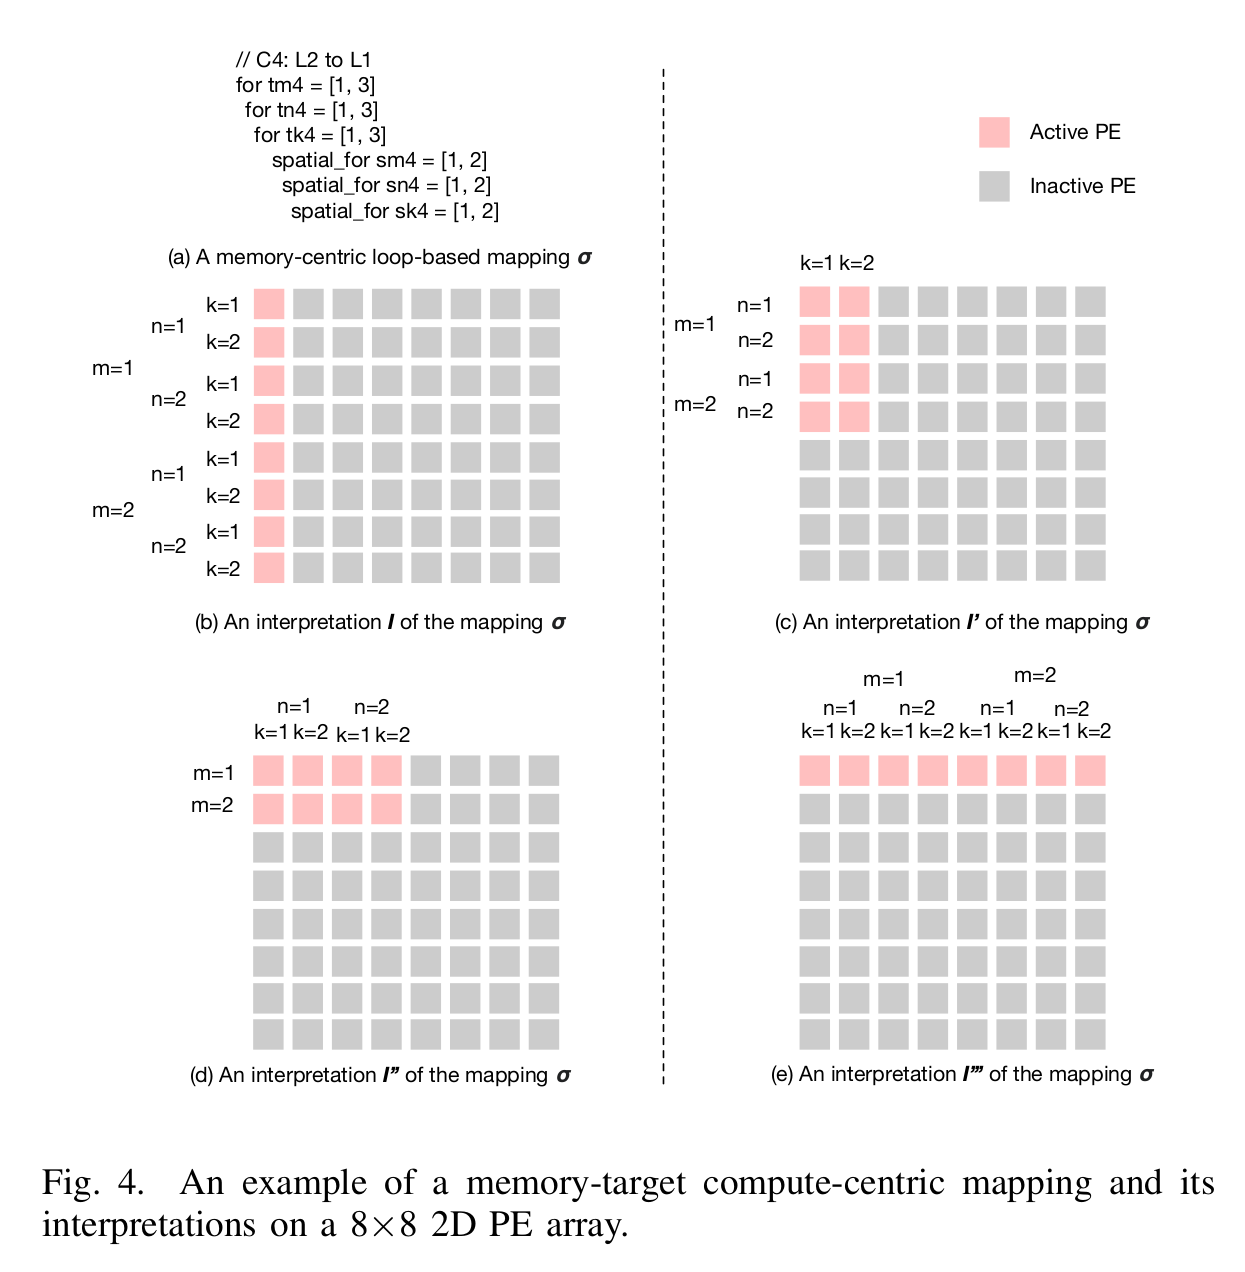 // C4: L2 to L1
for tm4 = [1, 3]
for tn4 = [1, 3]
for tk4 = [1, 3]
spatial_for sm4 = [1, 2]
spatial_for sn4 = [1, 2]
spatial_for sk4 = [1, 2]
(a) A memory-centric loop-based mapping σ
Active PE
Inactive PE
k=1
n=1
k=2
m=1
k=1
n=2
k=2
k=1
n=1
k=2
m=2
k=1
n=2
k=2
(b) An interpretation I of the mapping σ
k=1 k=2
n=1
m=1
n=2
n=1
m=2
n=2
(c) An interpretation I’ of the mapping σ
n=1 n=2
k=1 k=2 k=1 k=2
m=1
m=2
(d) An interpretation I” of the mapping σ
m=1 m=2
n=1 n=2 n=1 n=2
k=1 k=2 k=1 k=2 k=1 k=2 k=1 k=2
(e) An interpretation I”’ of the mapping σ
Fig. 4. An example of a memory-target compute-centric mapping and its
interpretations on a 8×8 2D PE array.